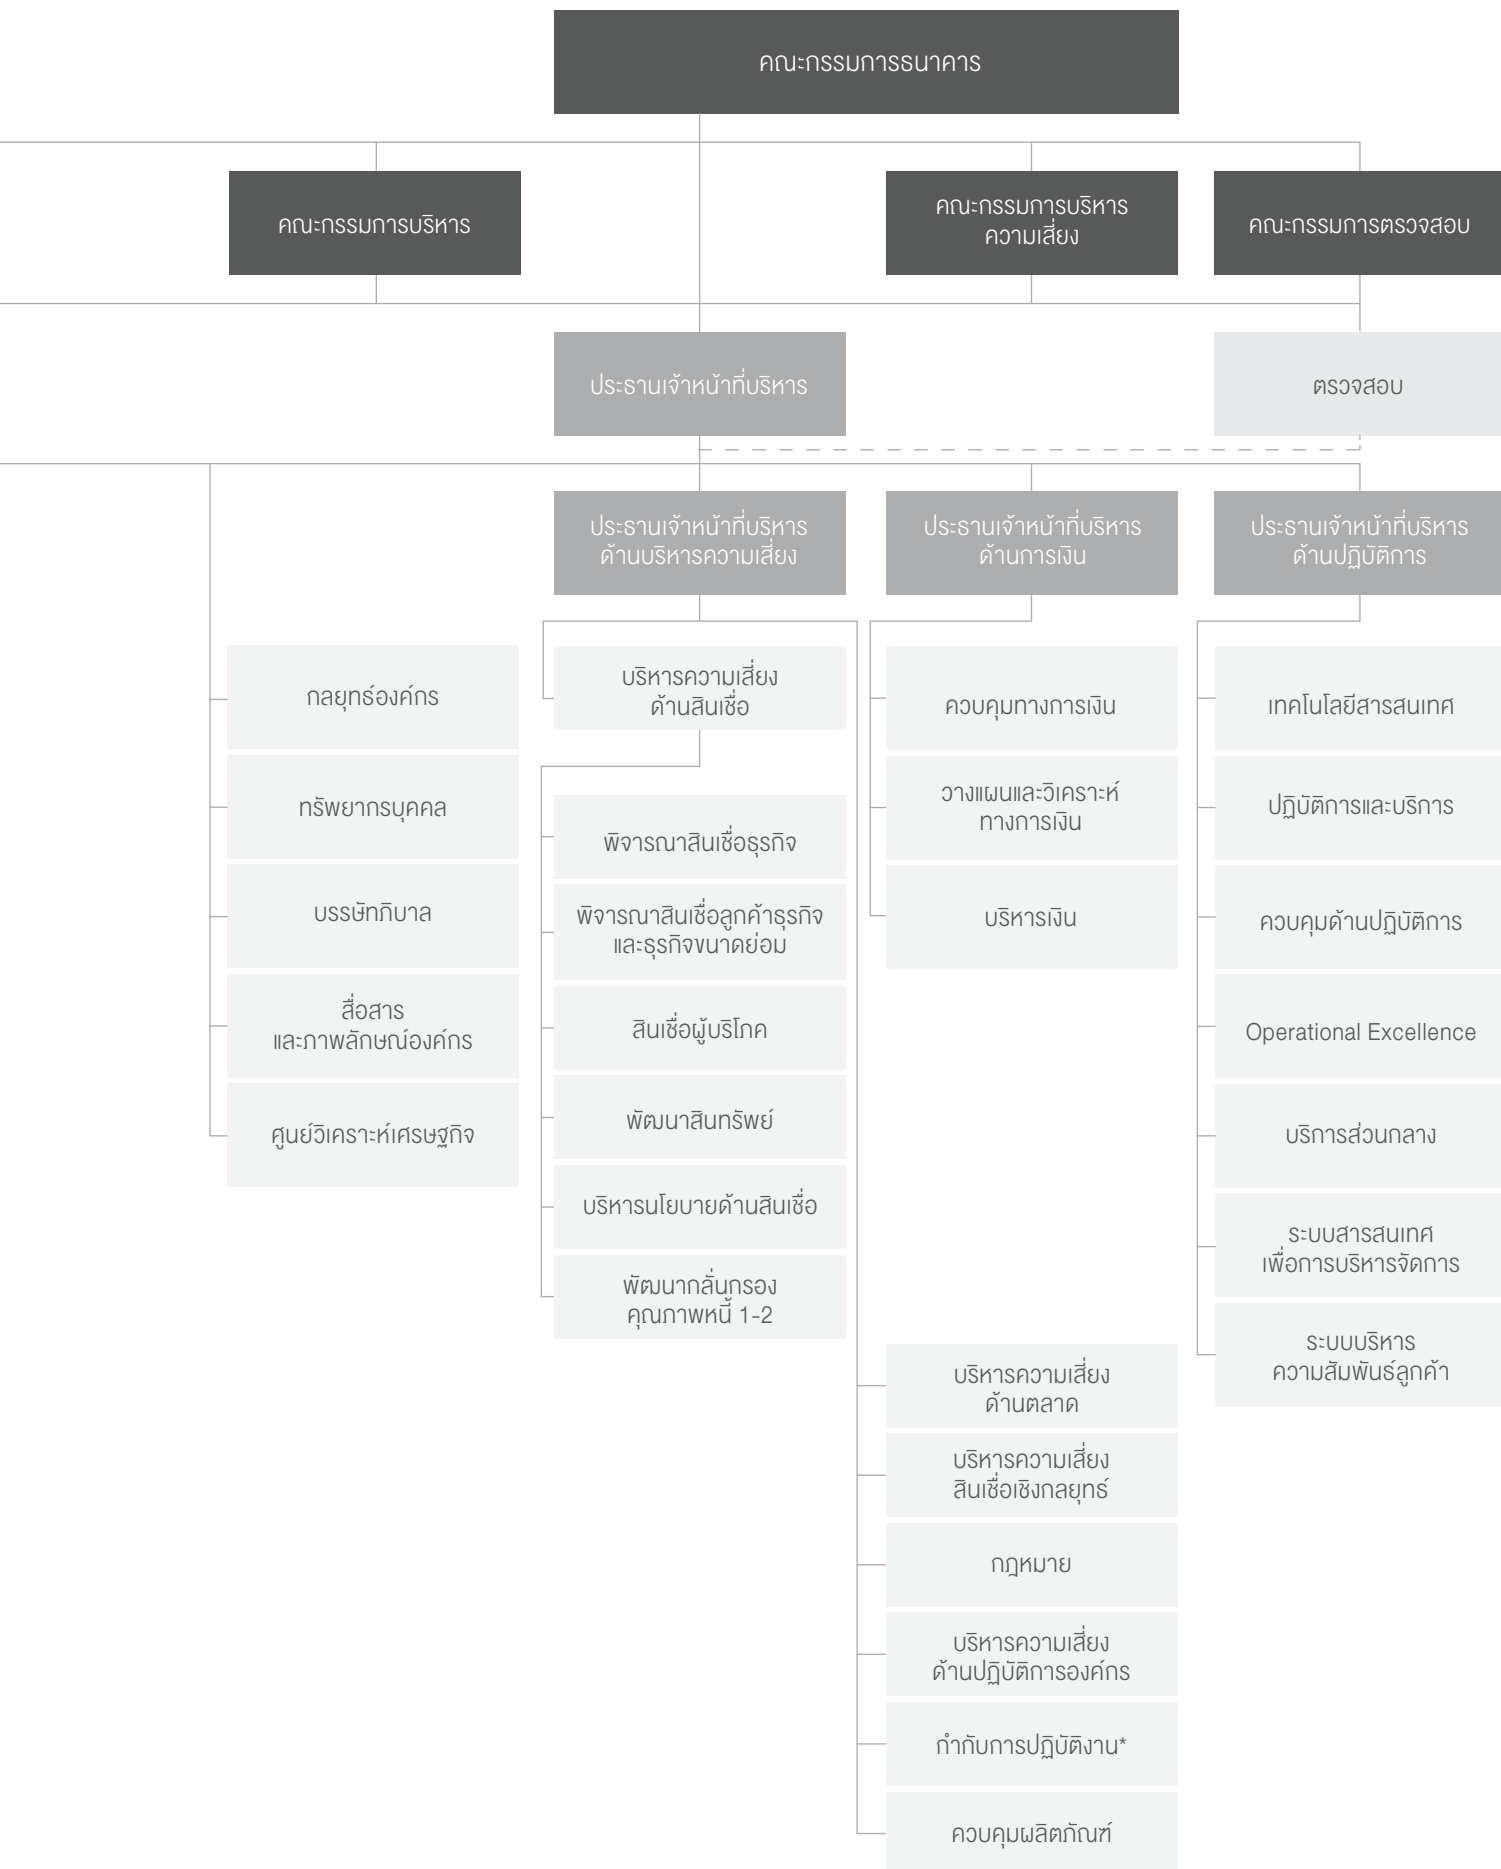 คณะกรรมการธนาคาร
คณะกรรมการบริหาร
คณะกรรมการบริหาร
ความเสี่ยง
คณะกรรมการตรวจสอบ
ประธานเจ้าหน้าที่บริหาร
ตรวจสอบ
ประธานเจ้าหน้าที่บริหาร
ด้านบริหารความเสี่ยง
ประธานเจ้าหน้าที่บริหาร
ด้านการเงิน
ประธานเจ้าหน้าที่บริหาร
ด้านปฏิบัติการ
กลยุทธ์องค์กร
ทรัพยากรบุคคล
บรรษัทภิบาล
สื่อสาร
และภาพลักษณ์องค์กร
ศูนย์วิเคราะห์เศรษฐกิจ
บริหารความเสี่ยง
ด้านสินเชื่อ
พิจารณาสินเชื่อธุรกิจ
พิจารณาสินเชื่อลูกค้าธุรกิจ
และธุรกิจขนาดย่อม
สินเชื่อผู้บริโภค
พัฒนาสินทรัพย์
บริหารนโยบายด้านสินเชื่อ
พัฒนากลั่นกรอง
คุณภาพหนี้ 1-2
ควบคุมทางการเงิน
วางแผนและวิเคราะห์
ทางการเงิน
บริหารเงิน
บริหารความเสี่ยง
ด้านตลาด
บริหารความเสี่ยง
สินเชื่อเชิงกลยุทธ์
กฎหมาย
บริหารความเสี่ยง
ด้านปฏิบัติการองค์กร
กำกับการปฏิบัติงาน*
ควบคุมผลิตภัณฑ์
เทคโนโลยีสารสนเทศ
ปฏิบัติการและบริการ
ควบคุมด้านปฏิบัติการ
Operational Excellence
บริการส่วนกลาง
ระบบสารสนเทศ
เพื่อการบริหารจัดการ
ระบบบริหาร
ความสัมพันธ์ลูกค้า